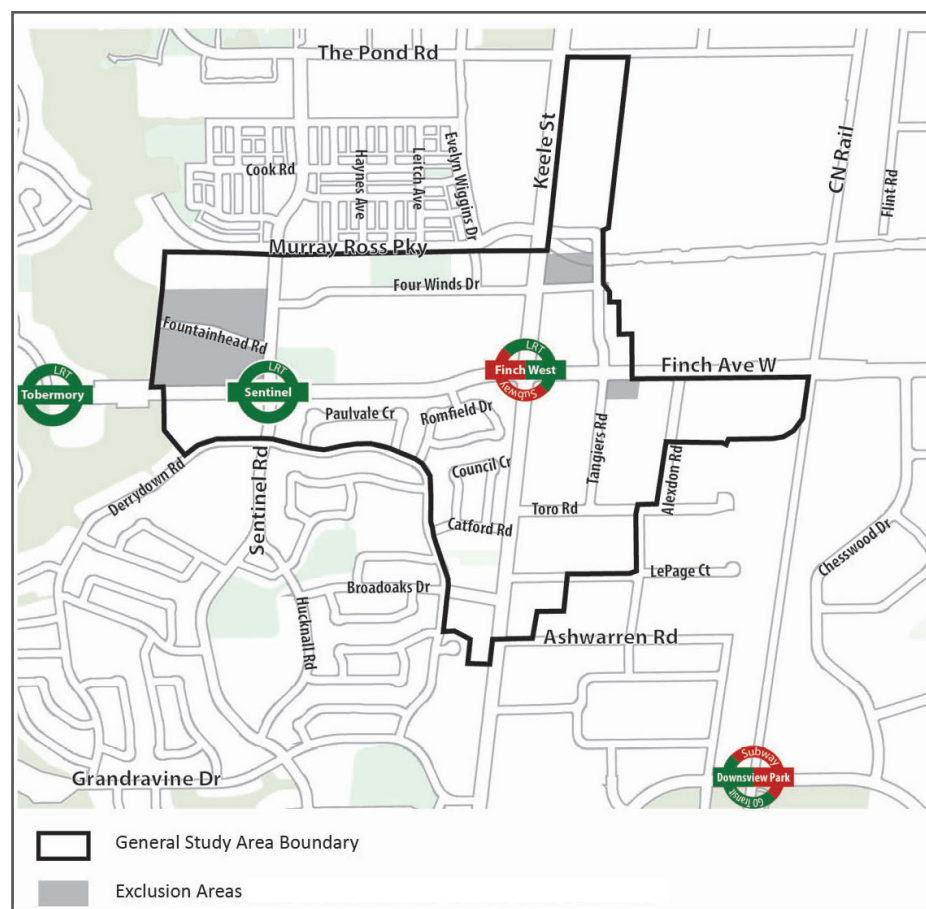 The Pond Rd
Keele St
CN Rail
Flint Rd
Evelyn Wiggins Dr
Leitch Ave
Haynes Ave
Cook Rd
Murray Ross Pky
Four Winds Dr
Fountainhead Rd
LRT
Tobermory
LRT
Sentinel
LRT
Finch West
Subway
Finch Ave W
Paulvale Cr
Romfield Dr
Tangiers Rd
Alexdon Rd
Council Cr
Derrydown Rd
Sentinel Rd
Toro Rd
Catford Rd
Chesswood Dr
LePage Ct
Broadoaks Dr
Hucknall Rd
Ashwarren Rd
Grandravine Dr
Subway
Downsview Park
GO Transit
General Study Area Boundary
Exclusion Areas